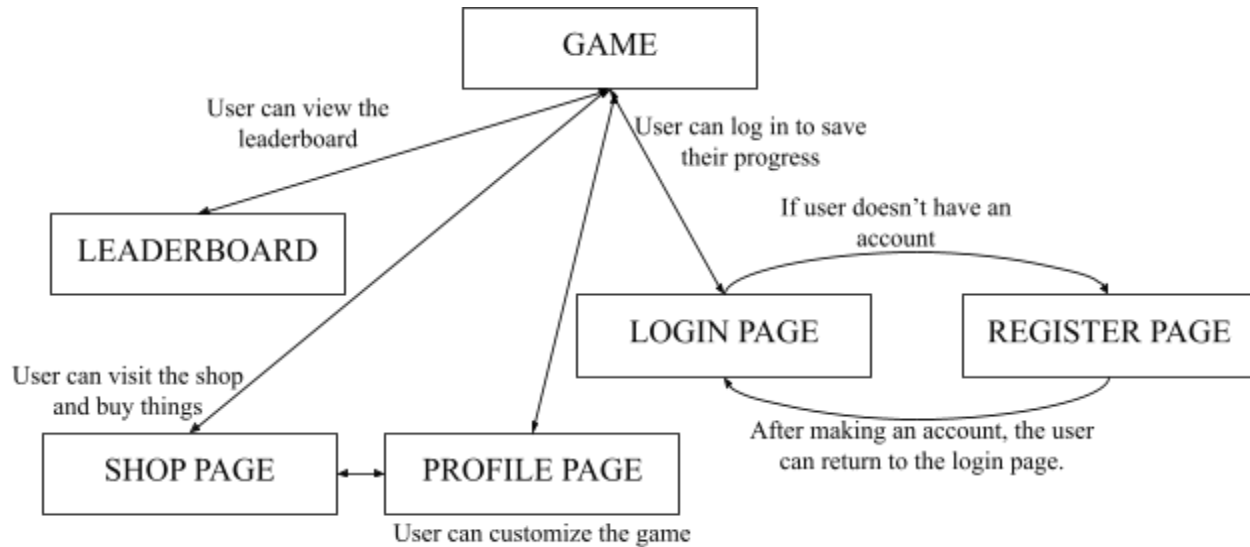 GAME
User can view the
leaderboard
User can log in to save
their progress
If user doesn’t have an
account
LEADERBOARD
LOGIN PAGE
REGISTER PAGE
User can visit the shop
and buy things
After making an account, the user
can return to the login page.
SHOP PAGE
PROFILE PAGE
User can customize the game